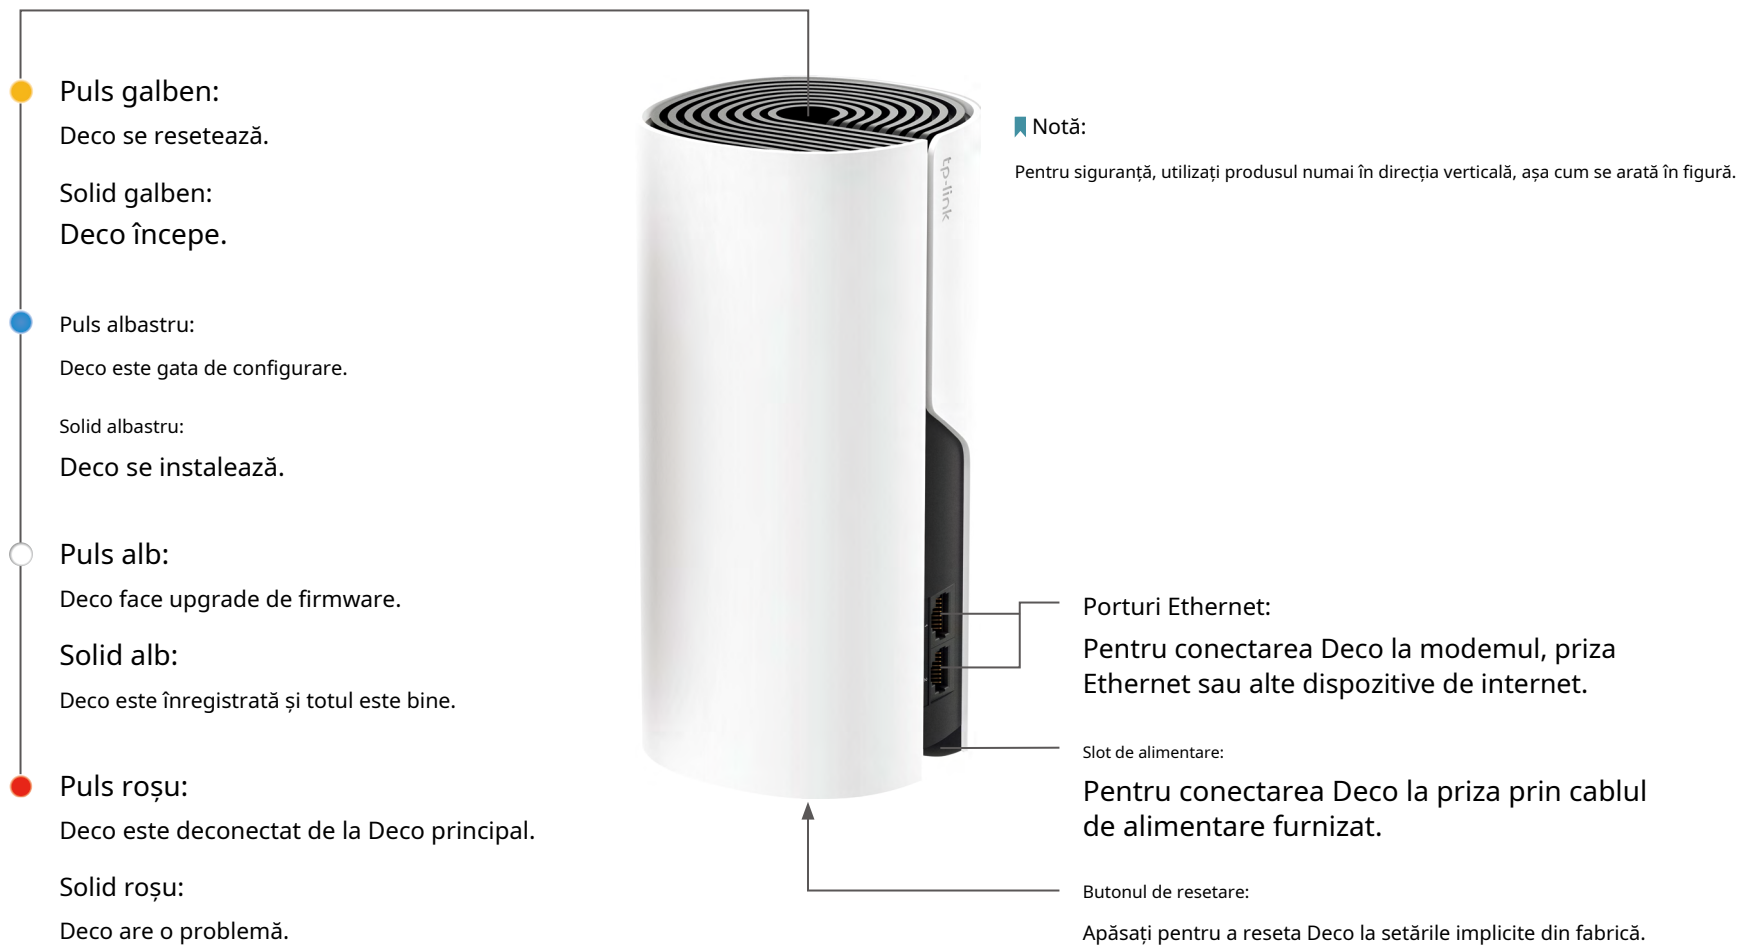 Puls galben:
Deco se resetează.
Solid galben:
Deco începe.
Puls albastru:
Deco este gata de configurare.
Solid albastru:
Deco se instalează.
Puls alb:
Deco face upgrade de firmware.
Solid alb:
Deco este înregistrată și totul este bine.
Puls roșu:
Deco este deconectat de la Deco principal.
Solid roșu:
Deco are o problemă.
tp-link
Notă:
Pentru siguranță, utilizați produsul numai în direcția verticală, așa cum se arată în figură.
Porturi Ethernet:
Pentru conectarea Deco la modemul, priza
Ethernet sau alte dispozitive de internet.
Slot de alimentare:
Pentru conectarea Deco la priza prin cablul
de alimentare furnizat.
Butonul de resetare:
Apăsați pentru a reseta Deco la setările implicite din fabrică.